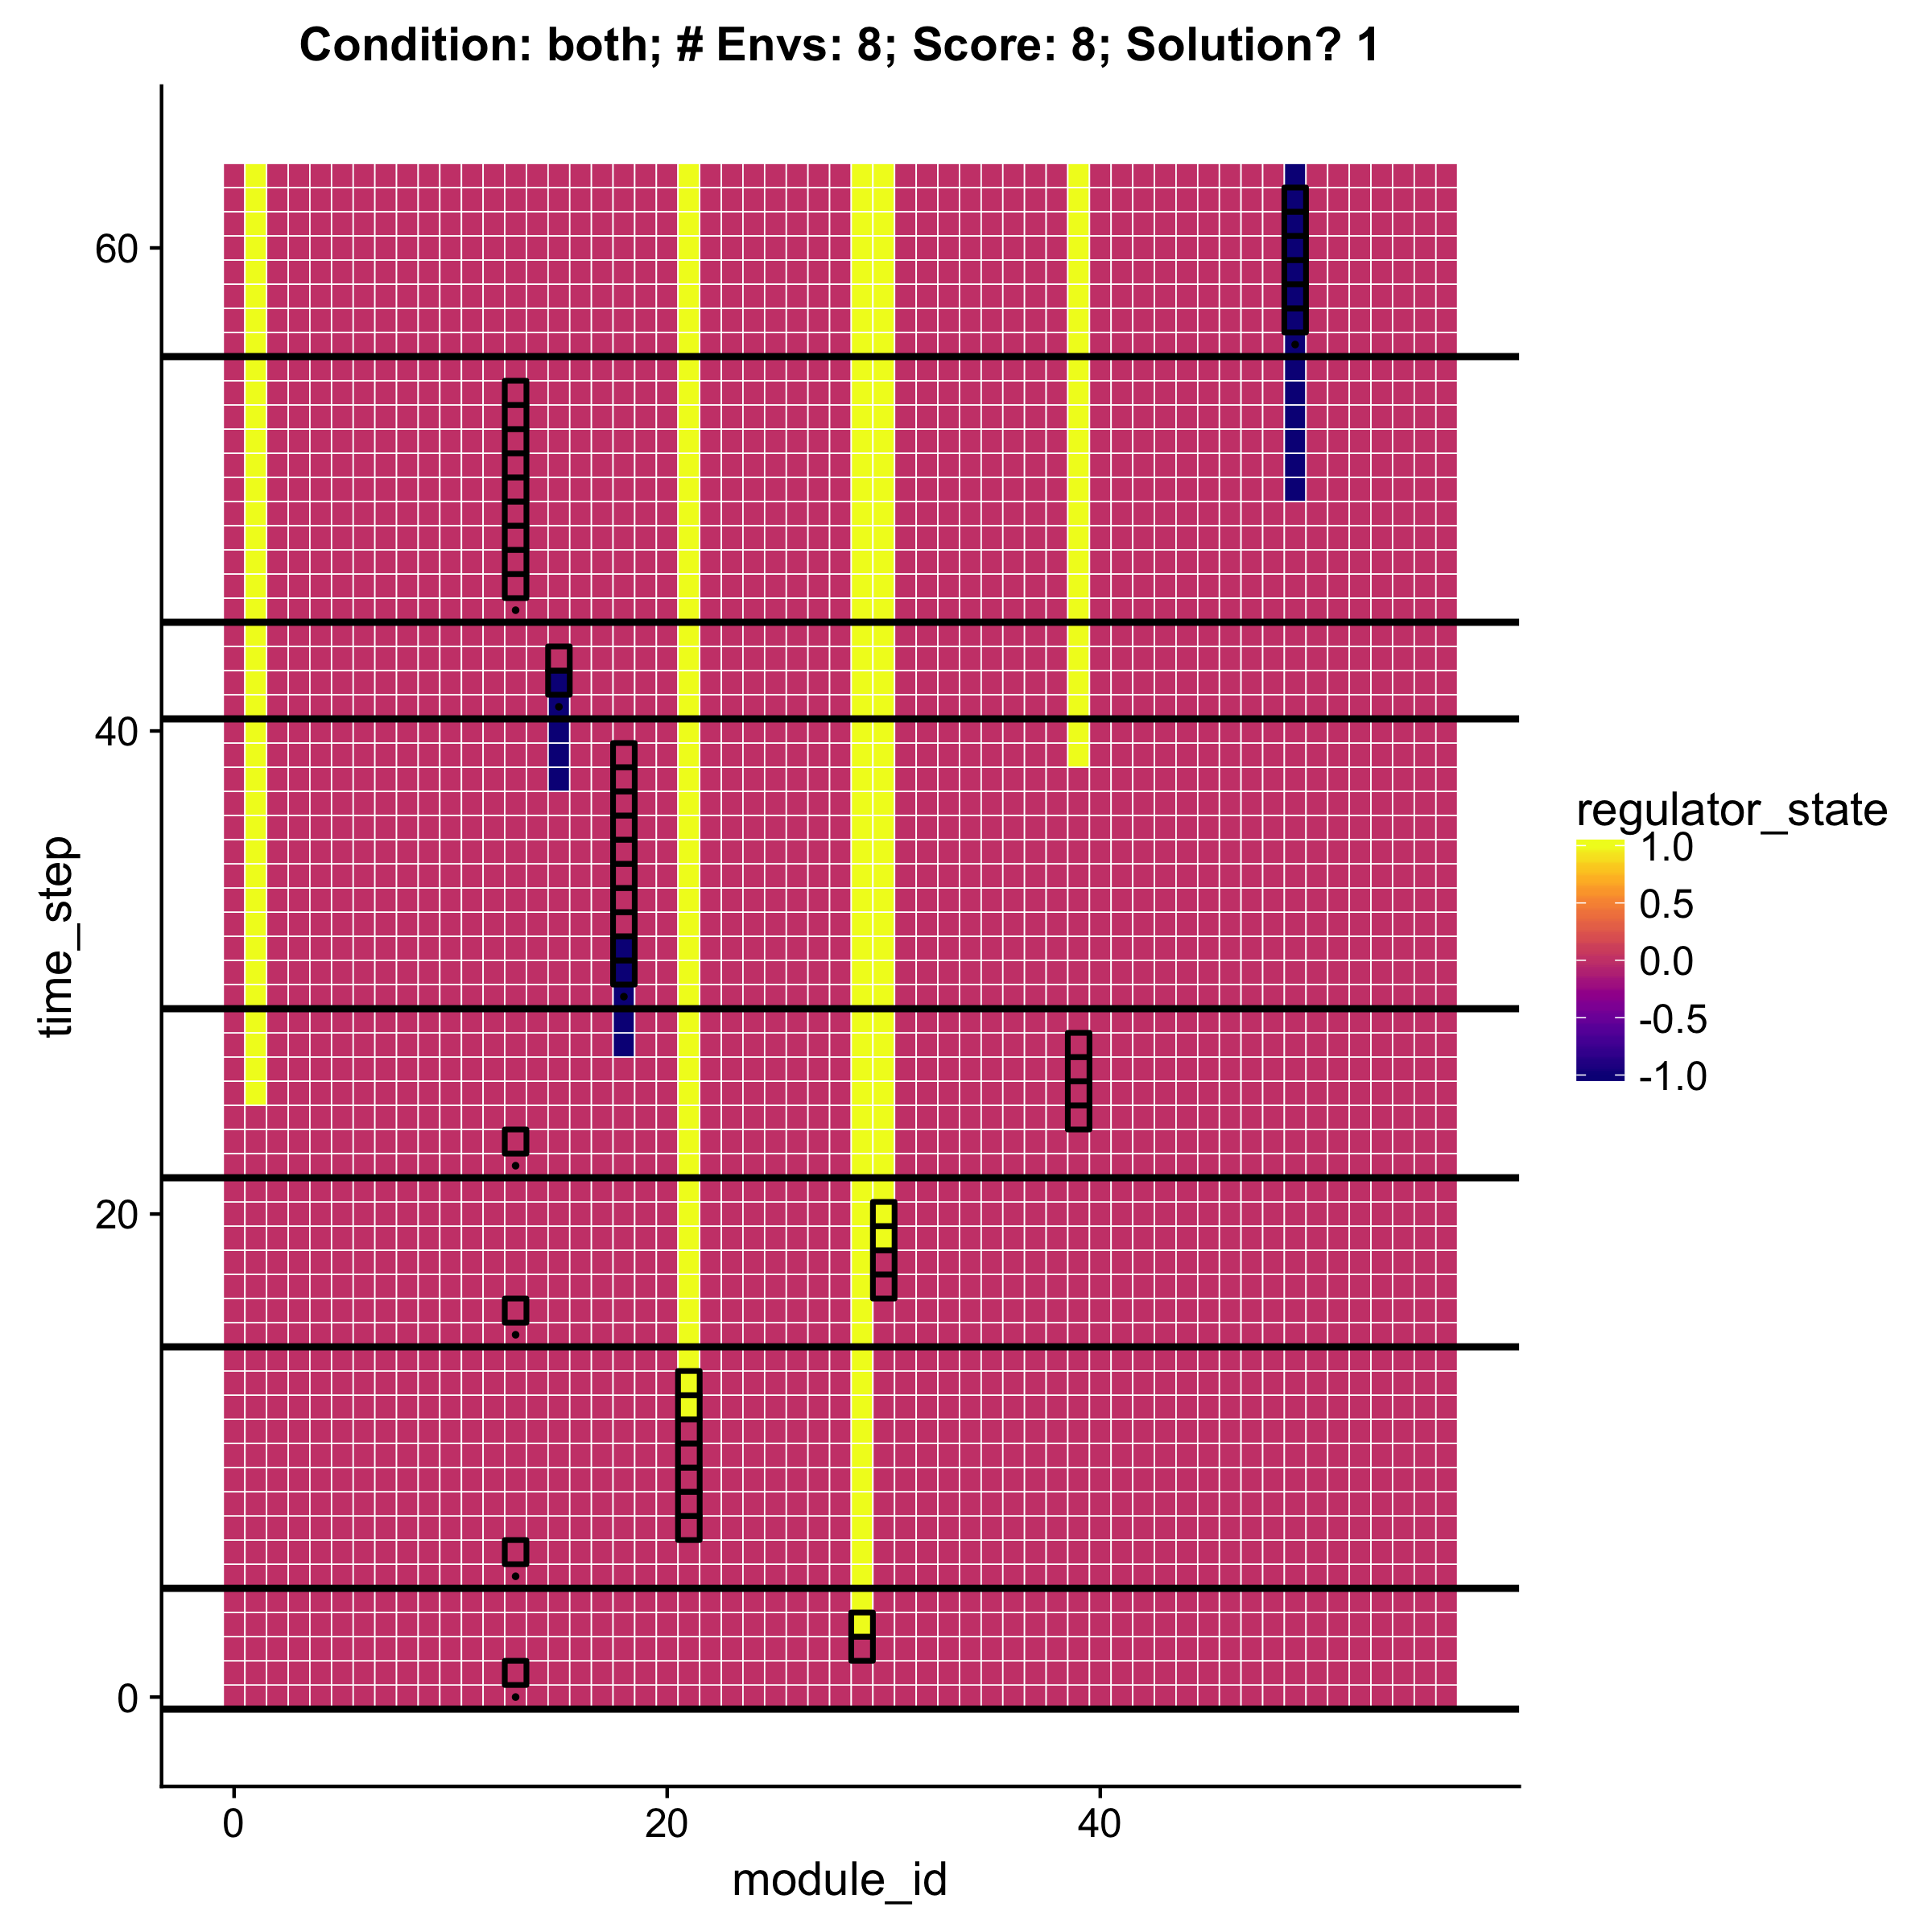 Condition: both; # Envs: 8; Score: 8; Solution? 1
60
40
20
0
time_step
0 20 40
module_id
regulator_state
1.0
0.5
0.0
-0.5
-1.0